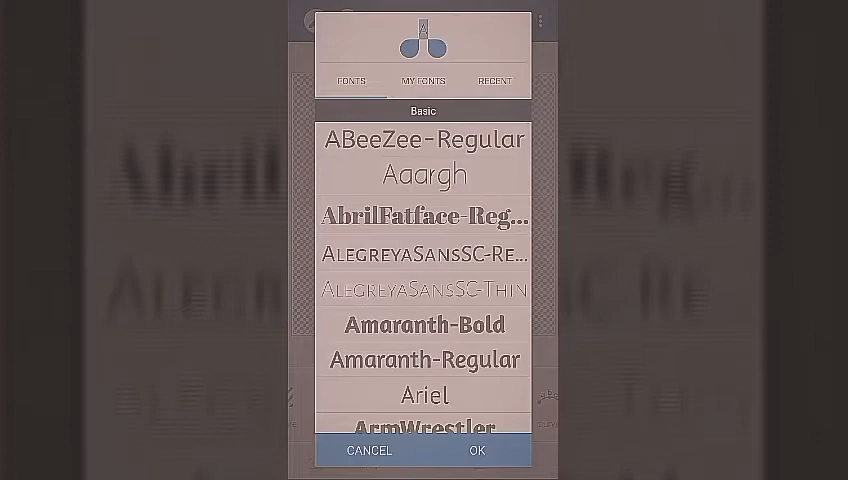 A
FONTS MY FONTS RECENT
Basic
ABeeZee-Regular
Aaargh
AbrilFatface-Reg...
ALEGREYASANSSC-RE...
ALEGREYASANSSC-THIN
Amaranth-Bold
Amaranth-Regular
Ariel
ArmWrestler
CANCEL OK